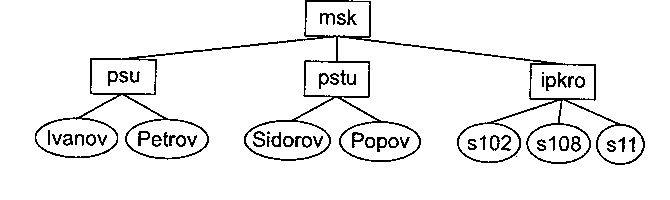 msk
psu
pstu
ipkro
Ivanov
Petrov
Sidorov
Popov
s102
s108
s11